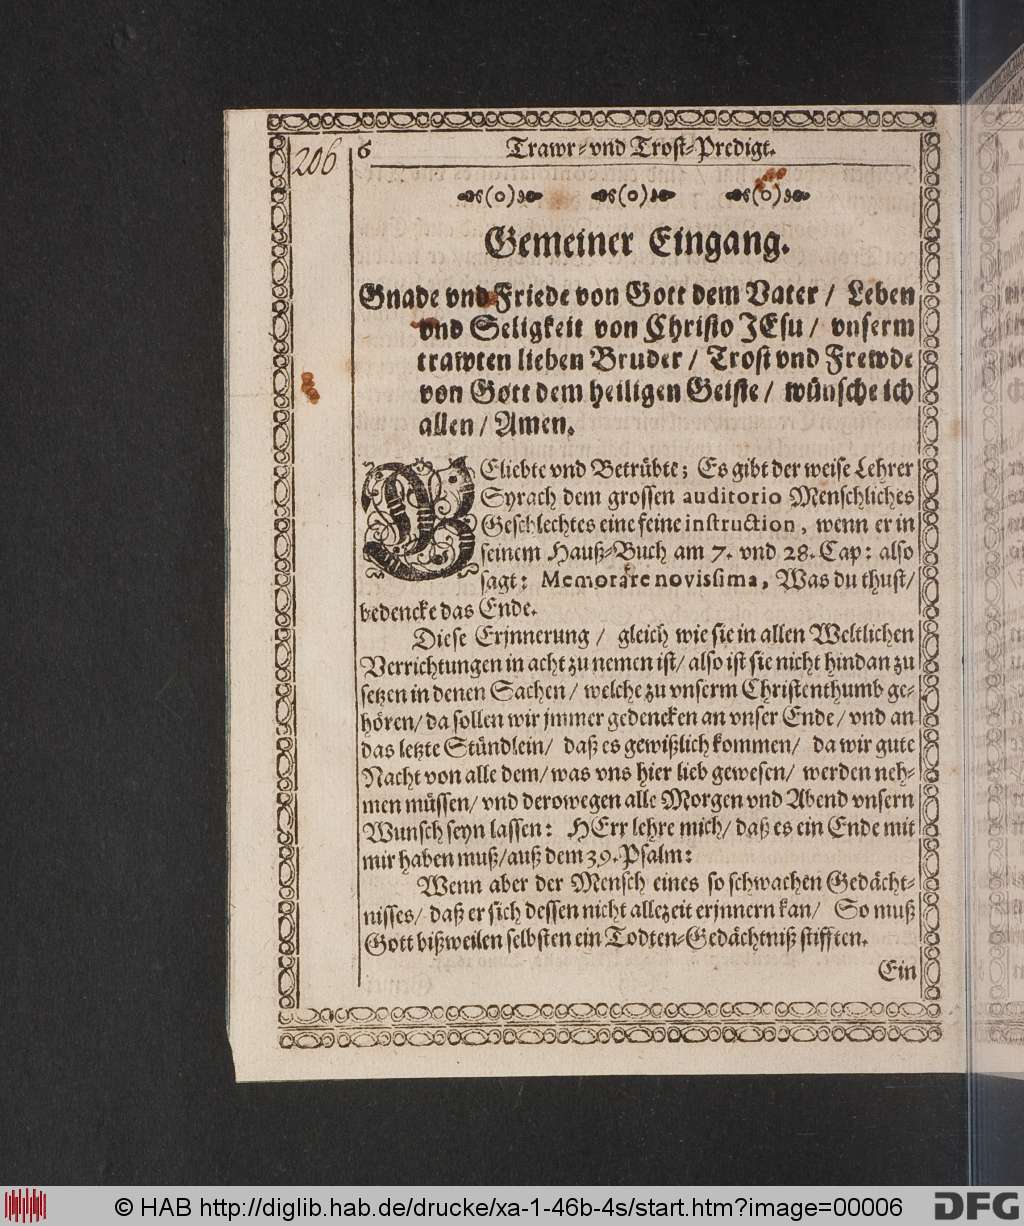 206
6 Trawr- vnd Trost-Predigt.
(o) (o) (o)
Gemeiner Eingang.
Gnade vnd Friede von Gott dem Vater / Leben
vnd Seligkeit von Christo JEsu / vnserm
trawten lieben Bruder / Trost vnd Frewde
von Gott dem heiligen Geiste / wünsche ich
allen / Amen.
BEliebte vnd Betrübte; Es gibt der weise Lehrer
Syrach dem grossen auditorio Menschliches
Geschlechtes eine feine instruction, wenn er in
seinem Hauß-Buch am 7. vnd 28. Cap: also
sagt: Memorare novissima, Was du thust/
bedencke das Ende.
Diese Erjnnerung / gleich wie sie in allen Weltlichen
Verrichtungen in acht zu nemen ist/ also ist sie nicht hindan zu
setzen in denen Sachen / welche zu vnserm Christenthumb ge-
hören/ da sollen wir jmmer gedencken an vnser Ende/ vnd an
das letzte Stündlein/ daß es gewißlich kommen/ da wir gute
Nacht von alle dem/ was vns hier lieb gewesen/ werden neh-
men müssen/ vnd derowegen alle Morgen vnd Abend vnsern
Wunsch seyn lassen: HErr lehre mich/ daß es ein Ende mit
mir haben muß/ auß dem 39. Psalm:
Wenn aber der Mensch eines so schwachen Gedächt-
nisses/ daß er sich dessen nicht allezeit erjnnern kan/ So muß
Gott bißweilen selbsten ein Todten-Gedächtniß stifften.
Ein
© HAB http://diglib.hab.de/drucke/xa-1-46b-4s/start.htm?image=00006
DFG